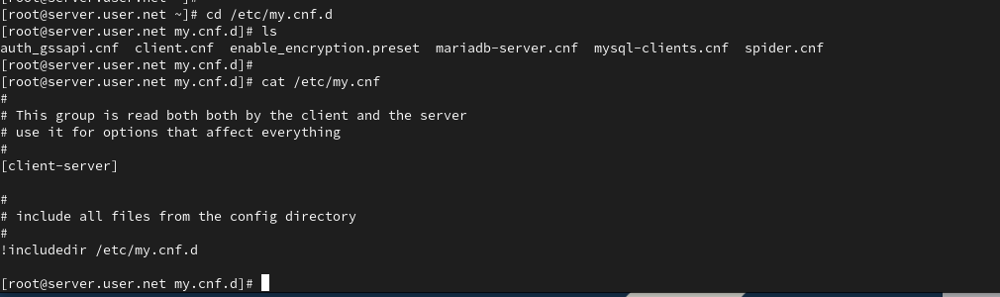 [root@server.user.net ~]#
[root@server.user.net ~]# cd /etc/my.cnf.d
[root@server.user.net my.cnf.d]# ls
auth_gssapi.cnf  client.cnf  enable_encryption.preset  mariadb-server.cnf  mysql-clients.cnf  spider.cnf
[root@server.user.net my.cnf.d]#
[root@server.user.net my.cnf.d]# cat /etc/my.cnf
#
# This group is read both both by the client and the server
# use it for options that affect everything
#
[client-server]

#
# include all files from the config directory
#
!includedir /etc/my.cnf.d

[root@server.user.net my.cnf.d]#